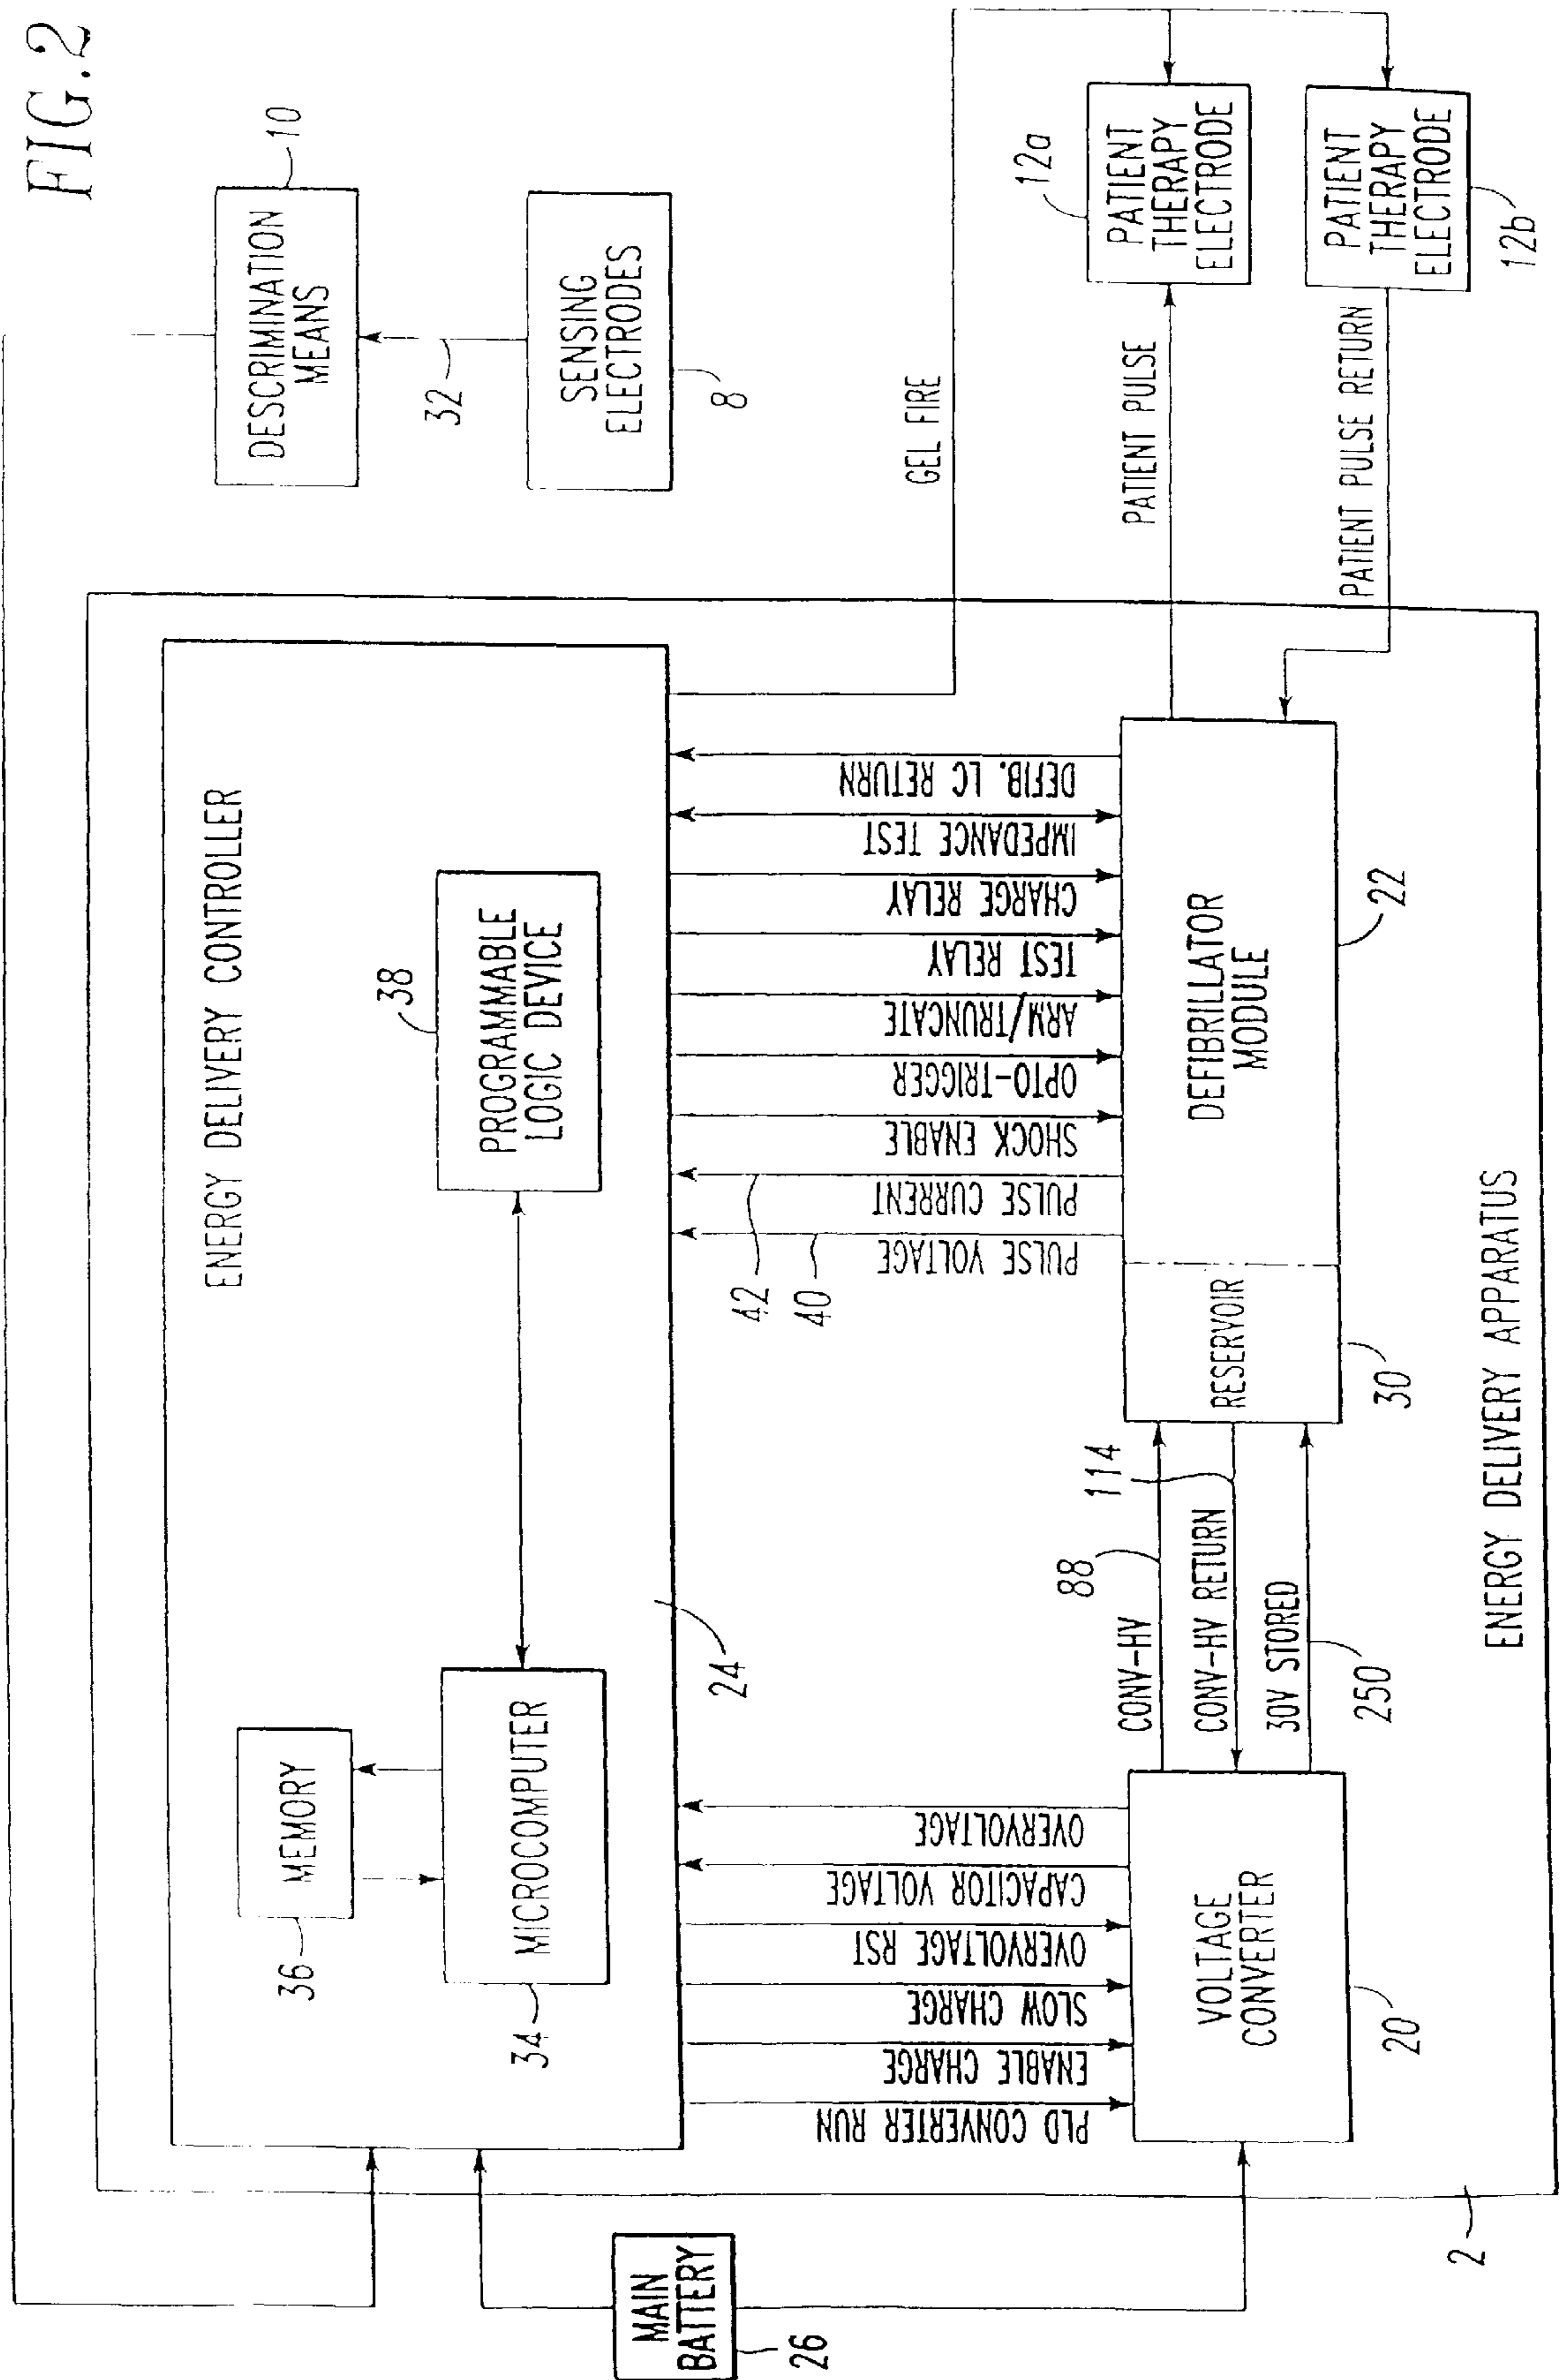 FIG.2
DESCRIMINATION
MEANS
10
32
SENSING
ELECTRODES
8
ENERGY DELIVERY CONTROLLER
MEMORY
36
MICROCOMPUTER
34
PROGRAMMABLE
LOGIC DEVICE
38
24
MAIN
BATTERY
26
PLD CONVERTER RUN
ENABLE CHARGE
SLOW CHARGE
OVERVOLTAGE RST
CAPACITOR VOLTAGE
OVERVOLTAGE
PULSE VOLTAGE
40
PULSE CURRENT
42
SHOCK ENABLE
OPTO-TRIGGER
ARM/TRUNCATE
TEST RELAY
CHARGE RELAY
IMPEDANCE TEST
DEFIB. LC RETURN
GEL FIRE
VOLTAGE
CONVERTER
20
CONV-HV
88
CONV-HV RETURN
114
30V STORED
250
RESERVOIR
30
DEFIBRILLATOR
MODULE
22
PATIENT PULSE
PATIENT PULSE RETURN
PATIENT
THERAPY
ELECTRODE
12a
PATIENT
THERAPY
ELECTRODE
12b
ENERGY DELIVERY APPARATUS
2